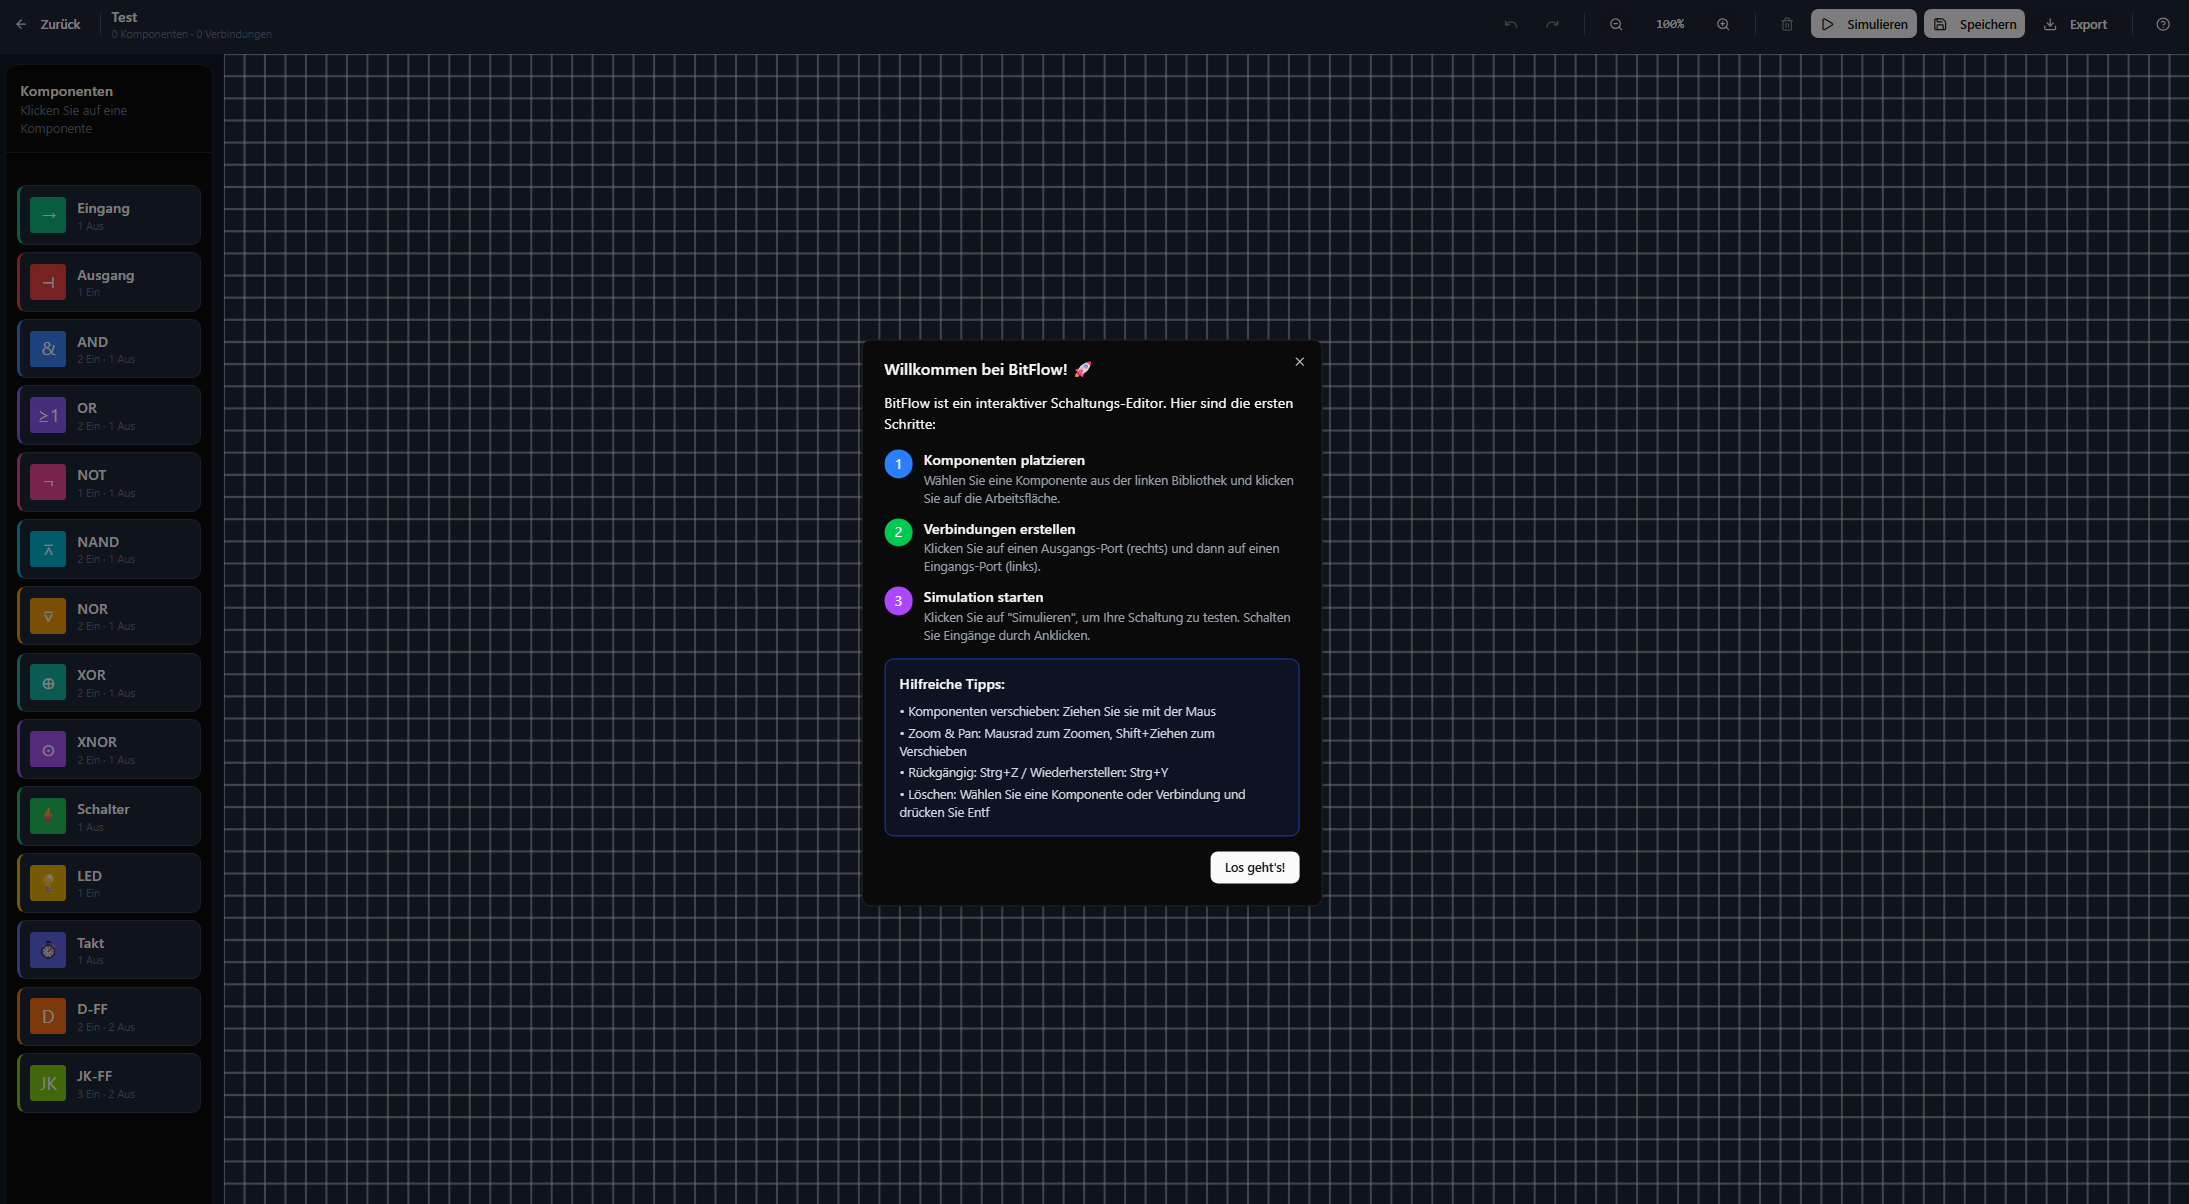 Zurück
Test
0 Komponenten · 0 Verbindungen
100%
Simulieren
Speichern
Export
Komponenten
Klicken Sie auf eine
Komponente
→
Eingang
1 Aus
⊣
Ausgang
1 Ein
&
AND
2 Ein · 1 Aus
≥1
OR
2 Ein · 1 Aus
¬
NOT
1 Ein · 1 Aus
⊼
NAND
2 Ein · 1 Aus
⊽
NOR
2 Ein · 1 Aus
⊕
XOR
2 Ein · 1 Aus
⊙
XNOR
2 Ein · 1 Aus
Schalter
1 Aus
LED
1 Ein
Takt
1 Aus
D
D-FF
2 Ein · 2 Aus
JK
JK-FF
3 Ein · 2 Aus
Willkommen bei BitFlow! 🚀
BitFlow ist ein interaktiver Schaltungs-Editor. Hier sind die ersten
Schritte:
1
Komponenten platzieren
Wählen Sie eine Komponente aus der linken Bibliothek und klicken
Sie auf die Arbeitsfläche.
2
Verbindungen erstellen
Klicken Sie auf einen Ausgangs-Port (rechts) und dann auf einen
Eingangs-Port (links).
3
Simulation starten
Klicken Sie auf "Simulieren", um Ihre Schaltung zu testen. Schalten
Sie Eingänge durch Anklicken.
Hilfreiche Tipps:
• Komponenten verschieben: Ziehen Sie sie mit der Maus
• Zoom & Pan: Mausrad zum Zoomen, Shift+Ziehen zum
Verschieben
• Rückgängig: Strg+Z / Wiederherstellen: Strg+Y
• Löschen: Wählen Sie eine Komponente oder Verbindung und
drücken Sie Entf
Los geht's!